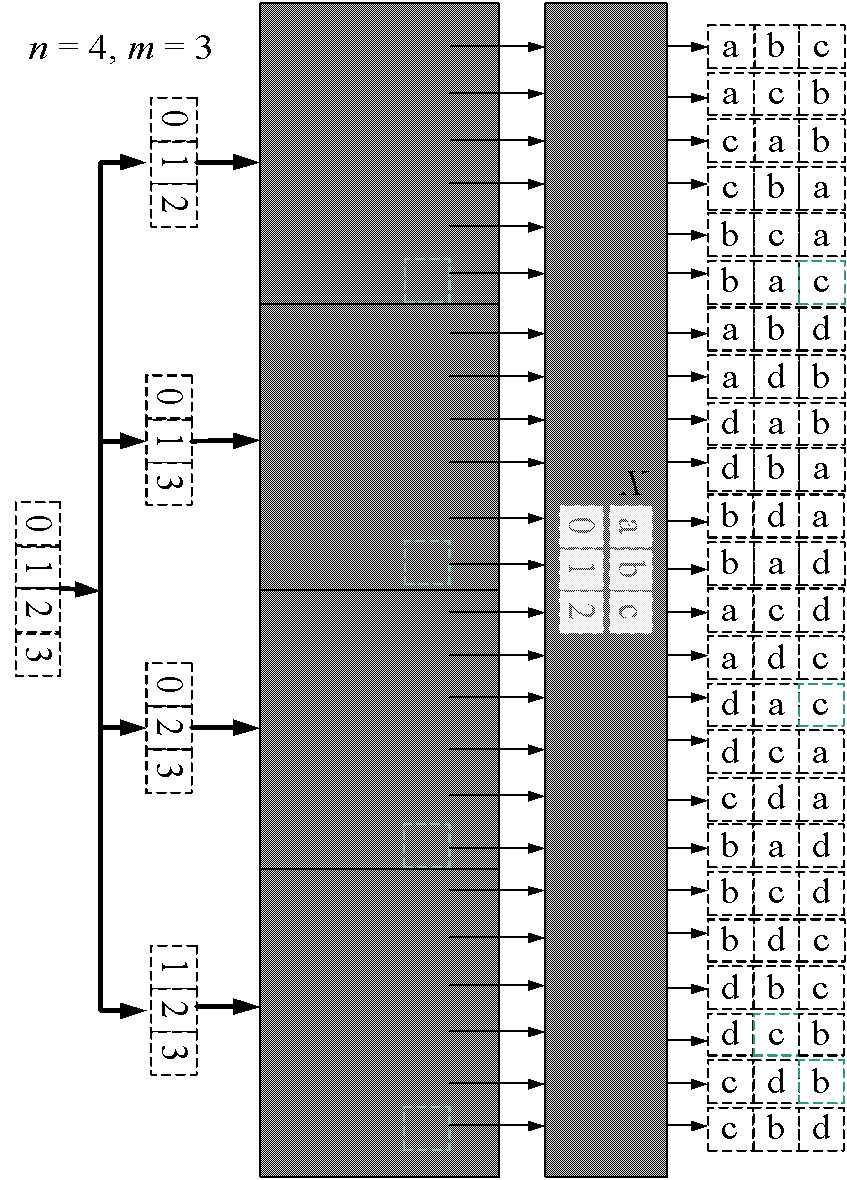 n = 4, m = 3
0 1 2
0 1 3
0 1 2 3
0 2 3
1 2 3
X
a b c
0 1 2
a b c
a c b
c a b
c b a
b c a
b a c
a b d
a d b
d a b
d b a
b d a
b a d
a c d
a d c
d a c
d c a
c d a
b a d
b c d
b d c
d b c
d c b
c d b
c b d